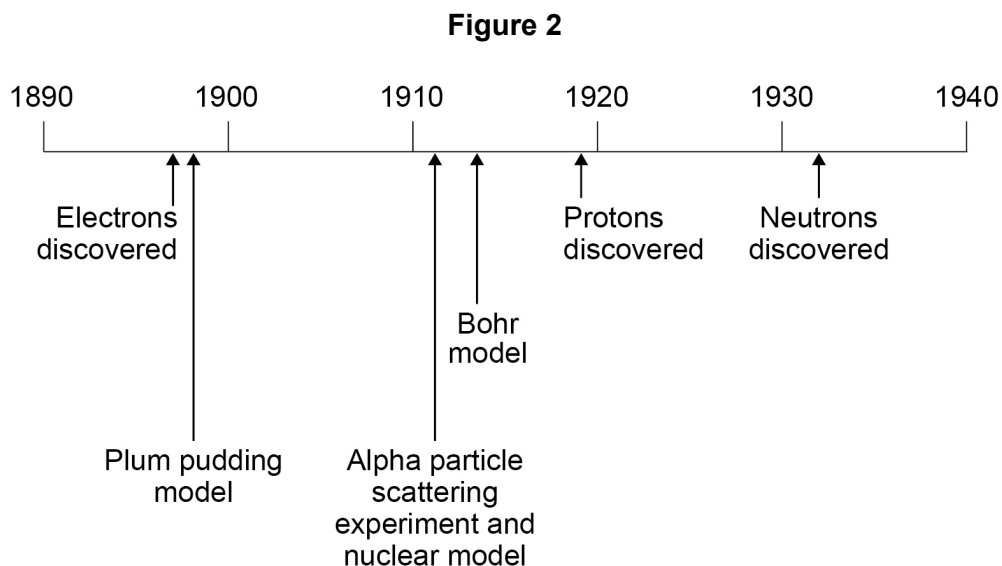 Figure 2
1890 1900 1910 1920 1930 1940
Electrons
discovered
Protons
discovered
Neutrons
discovered
Bohr
model
Plum pudding
model
Alpha particle
scattering
experiment and
nuclear model